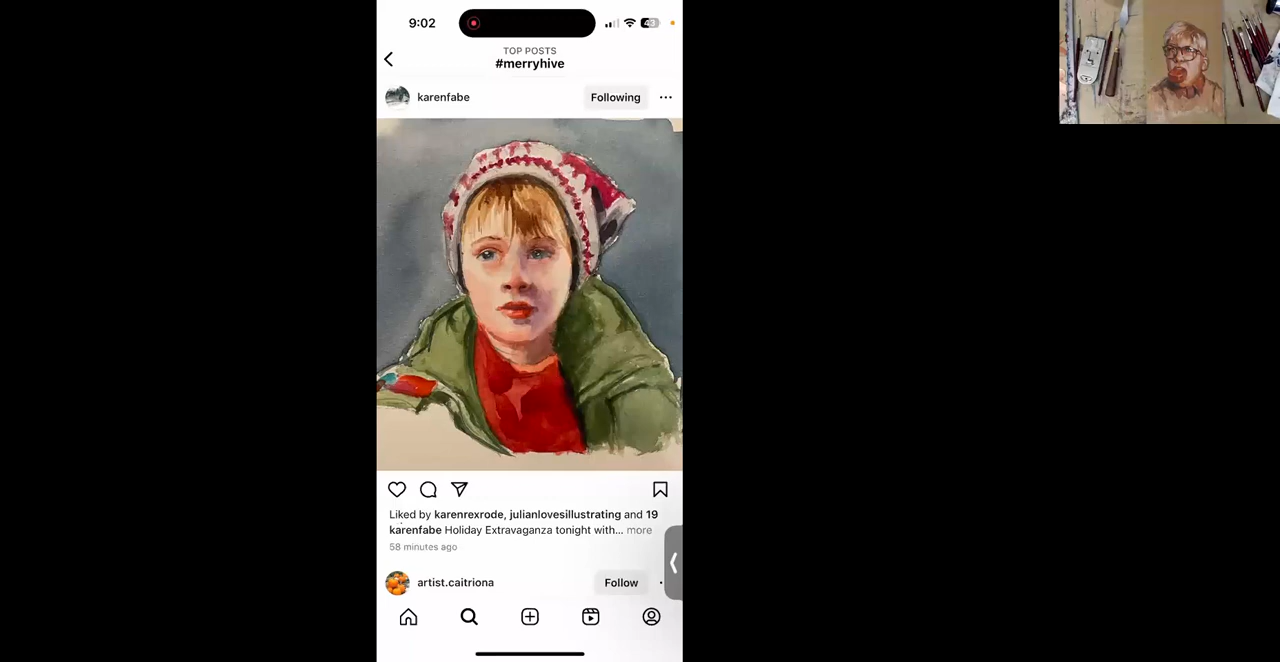 9:02
43
TOP POSTS
#merryhive
karenfabe
Following
Liked by karenrexrode, julianlovesillustrating and 19
karenfabe Holiday Extravaganza tonight with... more
58 minutes ago
artist.caitriona
Follow